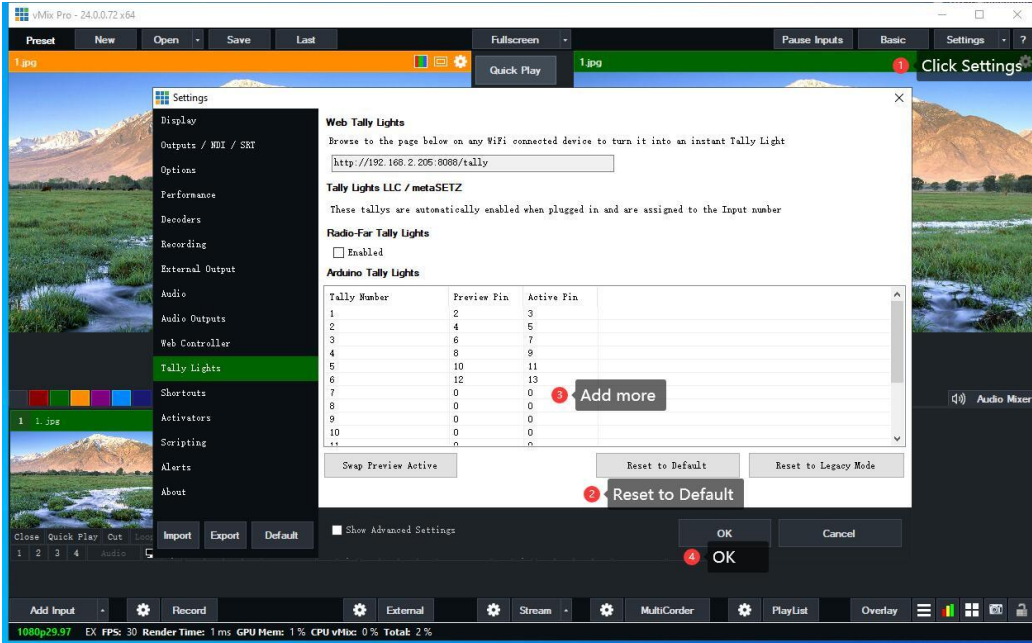 vMix Pro - 24.0.0.72 x64
Preset New Open Save Last Fullscreen Pause Inputs Basic Settings ?
1.jpg
Quick Play
1.jpg
1 Click Settings
Settings
Display
Outputs / NDI / SRT
Options
Performance
Decoders
Recording
External Output
Audio
Audio Outputs
Web Controller
Tally Lights
Shortcuts
Activators
Scripting
Alerts
About
Import Export Default
Web Tally Lights
Browse to the page below on any WiFi connected device to turn it into an instant Tally Light
http://192.168.2.205:8088/tally
Tally Lights LLC / metaSETZ
These tallys are automatically enabled when plugged in and are assigned to the Input number
Radio-Far Tally Lights
Enabled
Arduino Tally Lights
Tally Number Preview Pin Active Pin
1 2 3
2 4 5
3 6 7
4 8 9
5 10 11
6 12 13
7 0 0
8 0 0
9 0 0
10 0 0
11 0 0
3 Add more
Swap Preview Active Reset to Default Reset to Legacy Mode
2 Reset to Default
Show Advanced Settings
OK Cancel
4 OK
Audio Mixer
1 1.jpg
Close Quick Play Cut Loop
1 2 3 4 Audio
Add Input Record External Stream MultiCorder PlayList Overlay
1080p29.97 EX FPS: 30 Render Time: 1 ms GPU Mem: 1 % CPU vMix: 0 % Total: 2 %